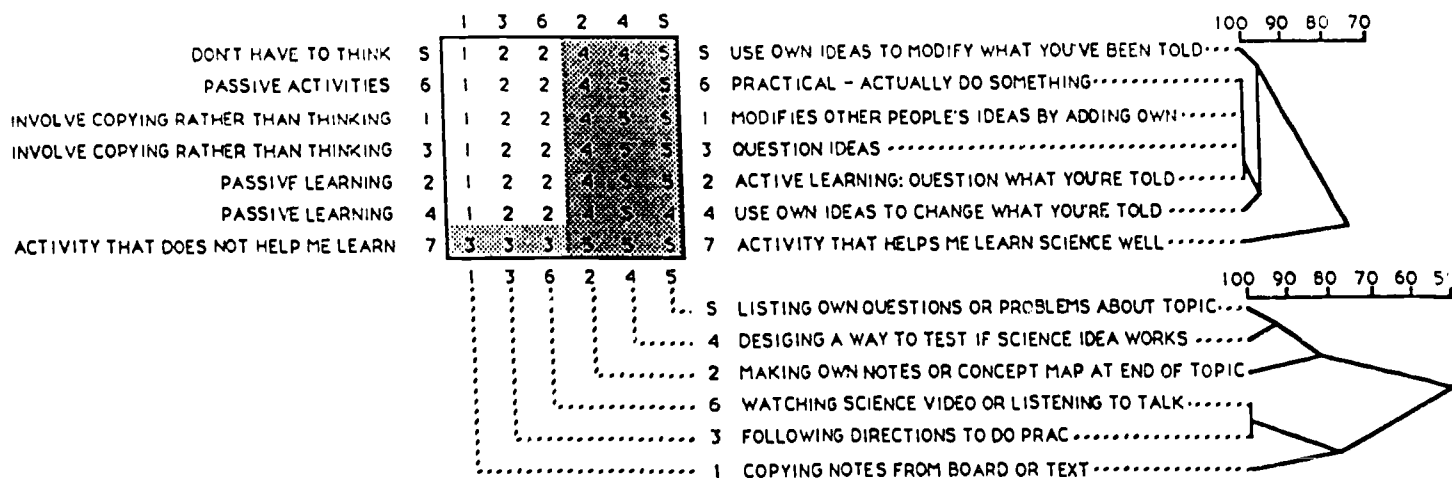 1 3 6 2 4 5 100 90 80 70
DON'T HAVE TO THINK 5 1 2 2 4 4 5 5 USE OWN IDEAS TO MODIFY WHAT YOU'VE BEEN TOLD
PASSIVE ACTIVITIES 6 1 2 2 4 5 5 6 PRACTICAL - ACTUALLY DO SOMETHING
INVOLVE COPYING RATHER THAN THINKING 1 1 2 2 4 5 5 1 MODIFIES OTHER PEOPLE'S IDEAS BY ADDING OWN
INVOLVE COPYING RATHER THAN THINKING 3 1 2 2 4 5 5 3 QUESTION IDEAS
PASSIVE LEARNING 2 1 2 2 4 5 5 2 ACTIVE LEARNING: QUESTION WHAT YOU'RE TOLD
PASSIVE LEARNING 4 1 2 2 4 5 4 4 USE OWN IDEAS TO CHANGE WHAT YOU'RE TOLD
ACTIVITY THAT DOES NOT HELP ME LEARN 7 3 3 3 5 5 5 7 ACTIVITY THAT HELPS ME LEARN SCIENCE WELL
1 3 6 2 4 5 100 90 80 70 60
5 LISTING OWN QUESTIONS OR PROBLEMS ABOUT TOPIC
4 DESIGING A WAY TO TEST IF SCIENCE IDEA WORKS
2 MAKING OWN NOTES OR CONCEPT MAP AT END OF TOPIC
6 WATCHING SCIENCE VIDEO OR LISTENING TO TALK
3 FOLLOWING DIRECTIONS TO DO PRAC
1 COPYING NOTES FROM BOARD OR TEXT